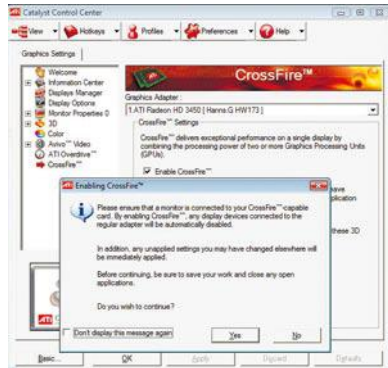 Catalyst Control Center
View Hotkeys Profiles Preferences Help
Graphics Settings
Welcome
Information Center
Displays Manager
Display Options
Monitor Properties 0
3D
Color
Avivo™ Video
ATI Overdrive™
CrossFire™
CrossFire™
Graphics Adapter:
1.ATI Radeon HD 3450 [ Hanns.G HW173 ]
CrossFire™ Settings
CrossFire™ delivers exceptional performance on a single display by
combining the processing power of two or more Graphics Processing Units
(GPUs).
Enable CrossFire™
Enabling CrossFire™
Please ensure that a monitor is connected to your CrossFire™-capable
card. By enabling CrossFire™, any display devices connected to the
regular adapter will be automatically disabled.
In addition, any unapplied settings you may have changed elsewhere will
be immediately applied.
Before continuing, be sure to save your work and close any open
applications.
Do you wish to continue?
Don't display this message again
Yes No
these 3D
ATI
Basic... OK Apply Discard Defaults